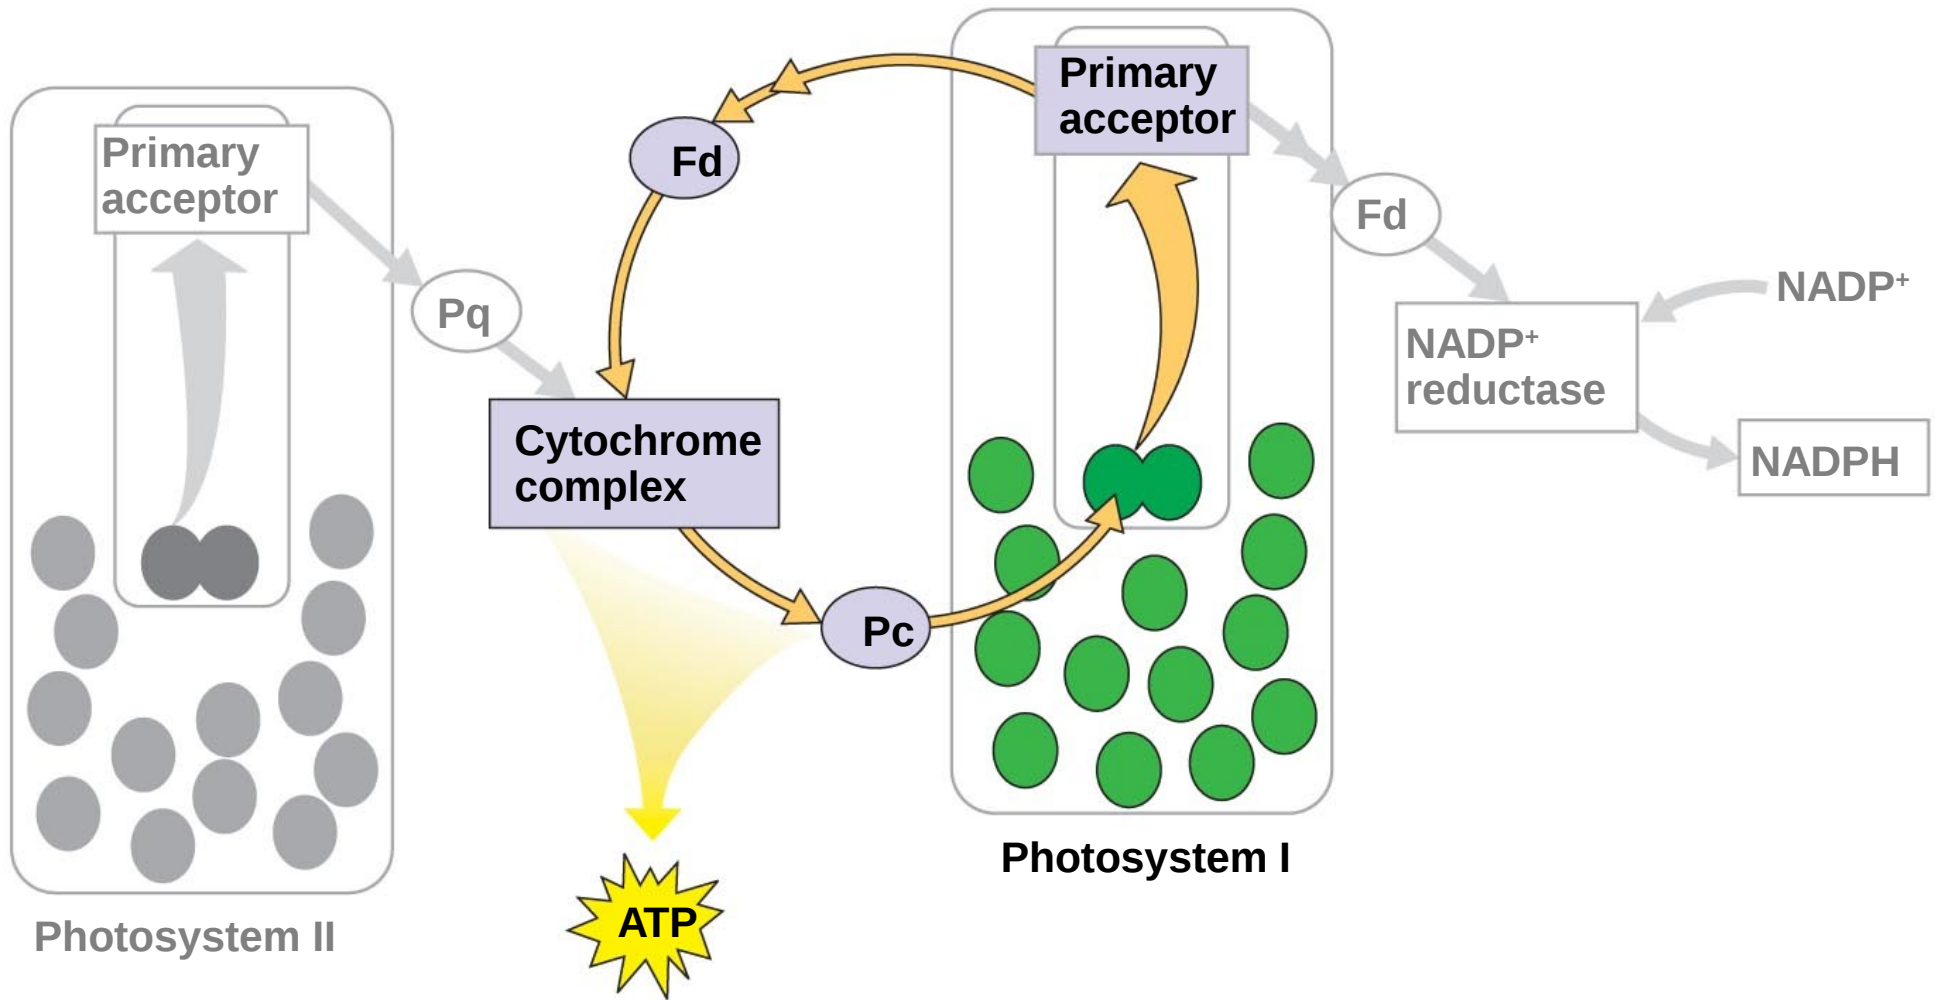 Primary
acceptor
Fd
Primary
acceptor
Pq
Fd
NADP⁺
NADP⁺
reductase
Cytochrome
complex
NADPH
Pc
Photosystem I
ATP
Photosystem II